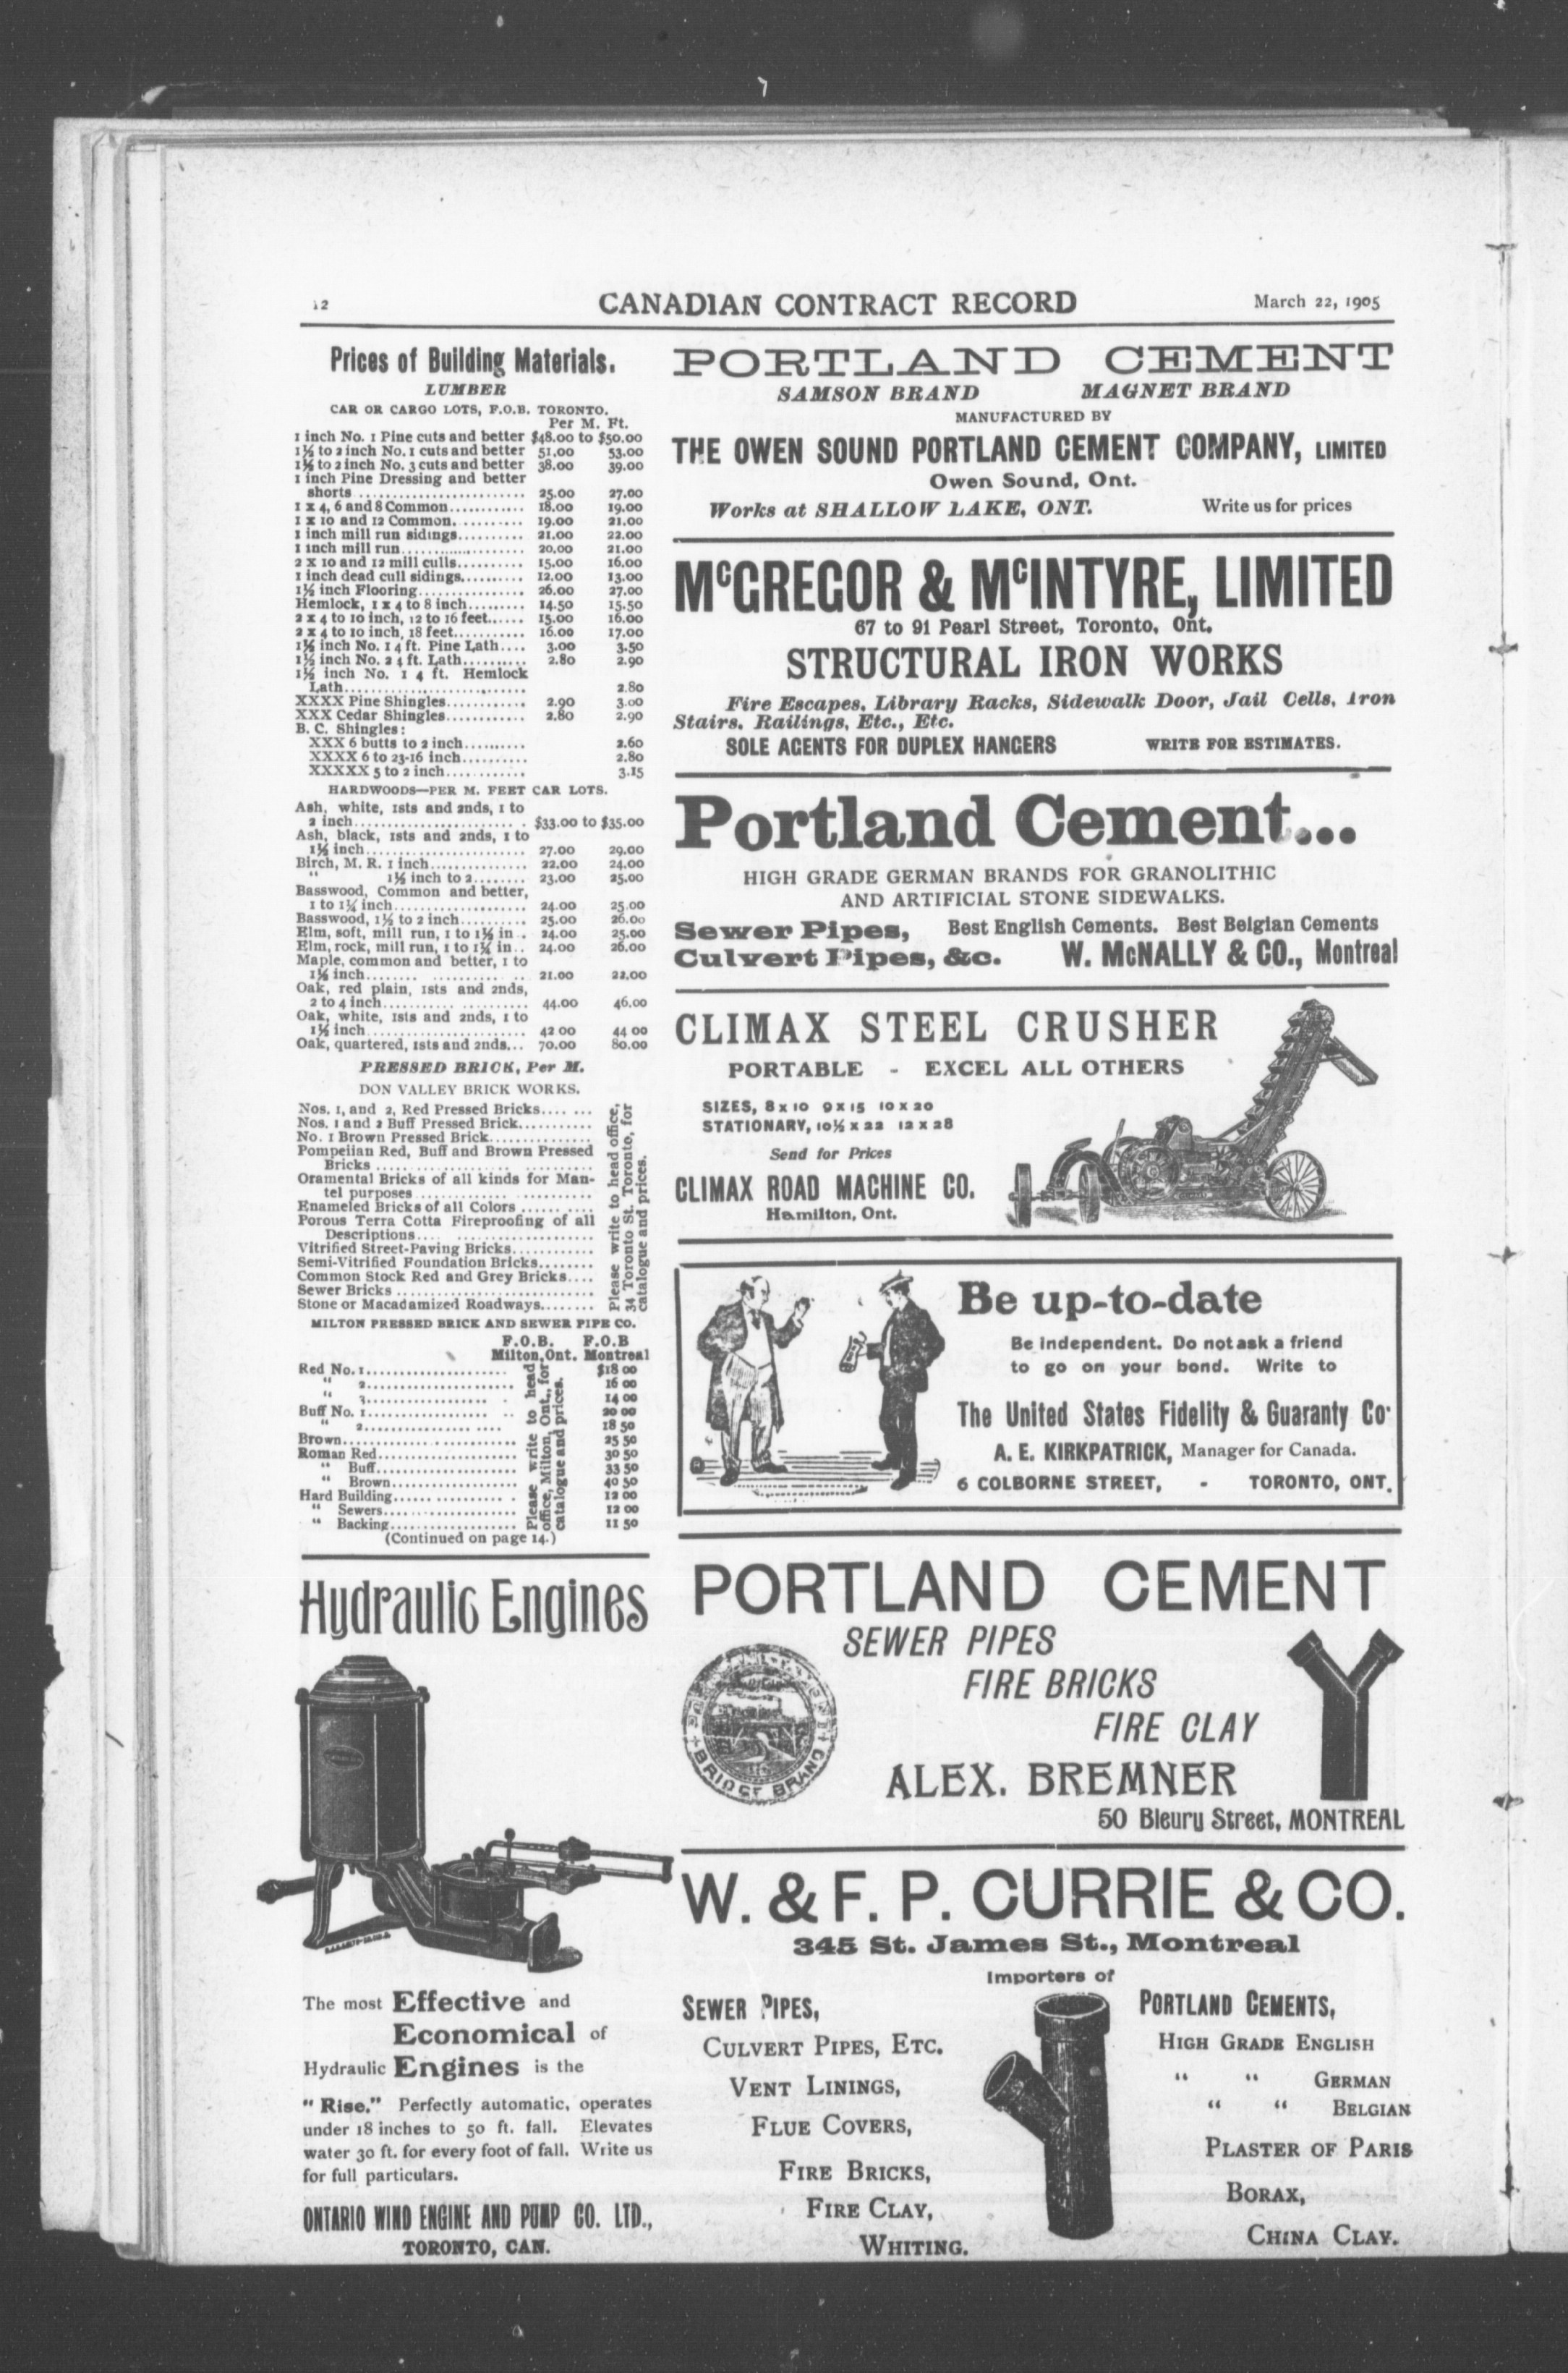 12
CANADIAN CONTRACT RECORD
March 22, 1905
Prices of Building Materials.
LUMBER
CAR OR CARGO LOTS, F.O.B. TORONTO.
Per M. Ft.
1 inch No. 1 Pine cuts and better $48.00 to $50.00
1½ to 2 inch No. 1 cuts and better 51.00 53.00
1½ to 2 inch No. 3 cuts and better 38.00 39.00
1 inch Pine Dressing and better
shorts ........................ 25.00 27.00
1 x 4, 6 and 8 Common............ 18.00 19.00
1 x 10 and 12 Common........... 19.00 21.00
1 inch mill run sidings.......... 21.00 22.00
1 inch mill run.................. 20.00 21.00
2 x 10 and 12 mill culls.......... 15.00 16.00
1 inch dead cull sidings.......... 12.00 13.00
1½ inch Flooring................ 26.00 27.00
Hemlock, 1 x 4 to 8 inch......... 14.50 15.50
2 x 4 to 10 inch, 12 to 16 feet...... 15.00 16.00
2 x 4 to 10 inch, 18 feet........... 16.00 17.00
1½ inch No. 1 4 ft. Pine Lath.... 3.00 3.50
1½ inch No. 2 4 ft. Lath.......... 2.80 2.90
1½ inch No. 1 4 ft. Hemlock
Lath.......................... 2.80
XXXX Pine Shingles............ 2.90 3.00
XXX Cedar Shingles............ 2.80 2.90
B. C. Shingles:
XXX 6 butts to 2 inch.......... 2.60
XXXX 6 to 23-16 inch.......... 2.80
XXXXX 5 to 2 inch............ 3.15
HARDWOODS—PER M. FEET CAR LOTS.
Ash, white, 1sts and 2nds, 1 to
2 inch........................ $33.00 to $35.00
Ash, black, 1sts and 2nds, 1 to
1½ inch....................... 27.00 29.00
Birch, M. R. 1 inch.............. 22.00 24.00
" 1½ inch to 2........ 23.00 25.00
Basswood, Common and better,
1 to 1¼ inch................... 24.00 25.00
Basswood, 1½ to 2 inch.......... 25.00 26.00
Elm, soft, mill run, 1 to 1½ in.. 24.00 25.00
Elm, rock, mill run, 1 to 1¼ in.. 24.00 26.00
Maple, common and better, 1 to
1½ inch....... .......... .. 21.00 22.00
Oak, red plain, 1sts and 2nds,
2 to 4 inch........... .......... 44.00 46.00
Oak, white, 1sts and 2nds, 1 to
1½ inch....................... 42 00 44 00
Oak, quartered, 1sts and 2nds... 70.00 80.00
PRESSED BRICK, Per M.
DON VALLEY BRICK WORKS.
Nos. 1, and 2, Red Pressed Bricks.... ...
Nos. 1 and 2 Buff Pressed Brick...........
No. 1 Brown Pressed Brick...............
Pompeiian Red, Buff and Brown Pressed
Bricks ................... ..........
Oramental Bricks of all kinds for Man-
tel purposes ............. ...........
Enameled Bricks of all Colors ...... ....
Porous Terra Cotta Fireproofing of all
Descriptions.... ....................
Vitrified Street-Paving Bricks............
Semi-Vitrified Foundation Bricks........
Common Stock Red and Grey Bricks....
Sewer Bricks .............................
Stone or Macadamized Roadways........
Please write to head office,
34 Toronto St. Toronto, for
catalogue and prices.
MILTON PRESSED BRICK AND SEWER PIPE CO.
F.O.B. F.O.B
Milton, Ont. Montreal
Red No. 1..................... $18 00
" 2..................... 16 00
" 3................... 14 00
Buff No. 1.................. .. 20 00
" 2................ .... 18 50
Brown......................... 25 50
Roman Red.................... 30 50
" Buff.................... 33 50
" Brown.................. 40 50
Hard Building...... ........... . 12 00
" Sewers................... 12 00
" Backing................... 11 50
Please write to head
office, Milton, Ont., for
catalogue and prices.
(Continued on page 14.)
Hydraulic Engines
The most Effective and
Economical of
Hydraulic Engines is the
"Rise." Perfectly automatic, operates
under 18 inches to 50 ft. fall. Elevates
water 30 ft. for every foot of fall. Write us
for full particulars.
ONTARIO WIND ENGINE AND PUMP CO. LTD.,
TORONTO, CAN.
PORTLAND CEMENT
SAMSON BRAND MAGNET BRAND
MANUFACTURED BY
THE OWEN SOUND PORTLAND CEMENT COMPANY, LIMITED
Owen Sound, Ont.
Works at SHALLOW LAKE, ONT. Write us for prices
McGREGOR & McINTYRE, LIMITED
67 to 91 Pearl Street, Toronto, Ont.
STRUCTURAL IRON WORKS
Fire Escapes, Library Racks, Sidewalk Door, Jail Cells, Iron
Stairs, Railings, Etc., Etc.
SOLE AGENTS FOR DUPLEX HANGERS WRITE FOR ESTIMATES.
Portland Cement...
HIGH GRADE GERMAN BRANDS FOR GRANOLITHIC
AND ARTIFICIAL STONE SIDEWALKS.
Sewer Pipes, Best English Cements. Best Belgian Cements
Culvert Pipes, &c. W. McNALLY & CO., Montreal
CLIMAX STEEL CRUSHER
PORTABLE - EXCEL ALL OTHERS
SIZES, 8 x 10 9 x 15 10 x 20
STATIONARY, 10½ x 22 12 x 28
Send for Prices
CLIMAX ROAD MACHINE CO.
Hamilton, Ont.
Be up-to-date
Be independent. Do not ask a friend
to go on your bond. Write to
The United States Fidelity & Guaranty Co.
A. E. KIRKPATRICK, Manager for Canada.
6 COLBORNE STREET, - TORONTO, ONT.
PORTLAND CEMENT
SEWER PIPES
FIRE BRICKS
FIRE CLAY
BRIDGE BRAND
ALEX. BREMNER
50 Bleury Street, MONTREAL
W. & F. P. CURRIE & CO.
345 St. James St., Montreal
Importers of
SEWER PIPES,
CULVERT PIPES, ETC.
VENT LININGS,
FLUE COVERS,
FIRE BRICKS,
FIRE CLAY,
WHITING.
PORTLAND CEMENTS,
HIGH GRADE ENGLISH
" " GERMAN
" " BELGIAN
PLASTER OF PARIS
BORAX,
CHINA CLAY.